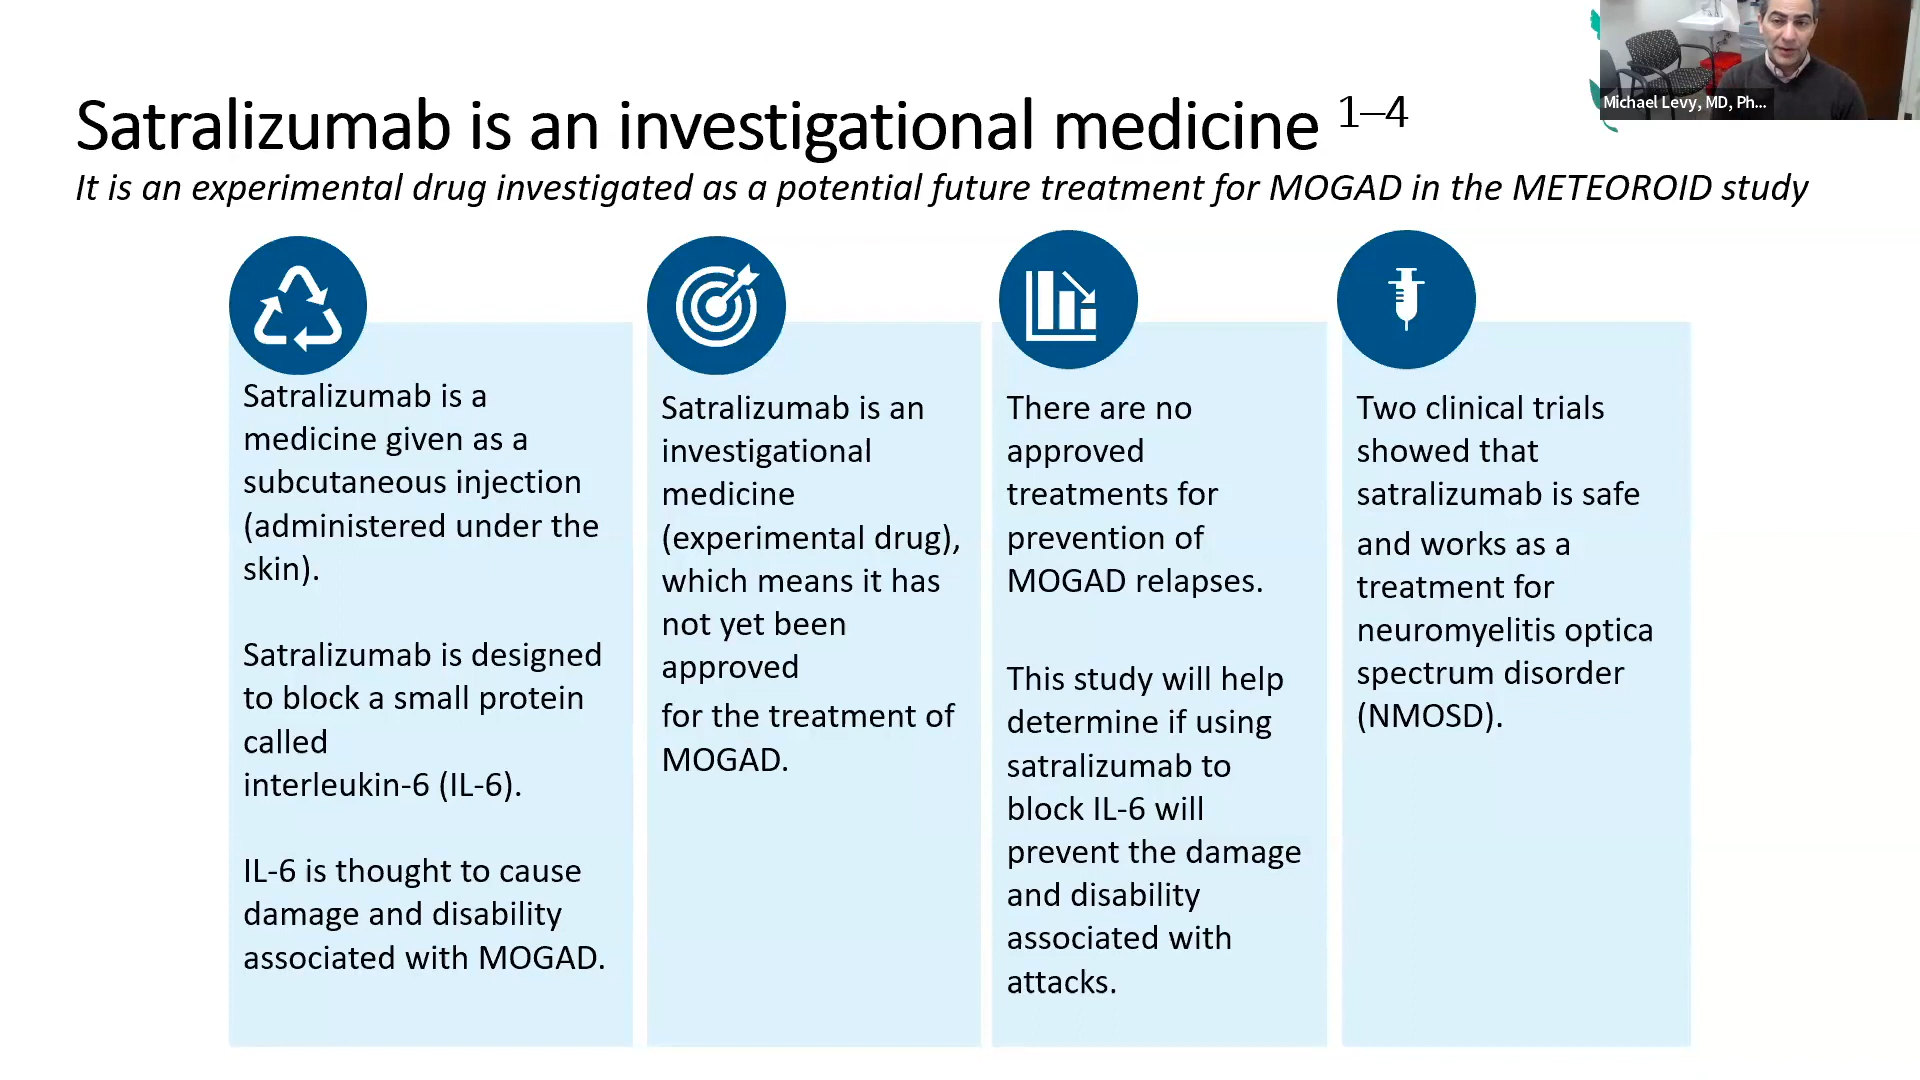 Satralizumab is an investigational medicine 1–4
It is an experimental drug investigated as a potential future treatment for MOGAD in the METEOROID study
Michael Levy, MD, Ph...
Satralizumab is a
medicine given as a
subcutaneous injection
(administered under the
skin).
Satralizumab is designed
to block a small protein
called
interleukin-6 (IL-6).
IL-6 is thought to cause
damage and disability
associated with MOGAD.
Satralizumab is an
investigational
medicine
(experimental drug),
which means it has
not yet been
approved
for the treatment of
MOGAD.
There are no
approved
treatments for
prevention of
MOGAD relapses.
This study will help
determine if using
satralizumab to
block IL-6 will
prevent the damage
and disability
associated with
attacks.
Two clinical trials
showed that
satralizumab is safe
and works as a
treatment for
neuromyelitis optica
spectrum disorder
(NMOSD).